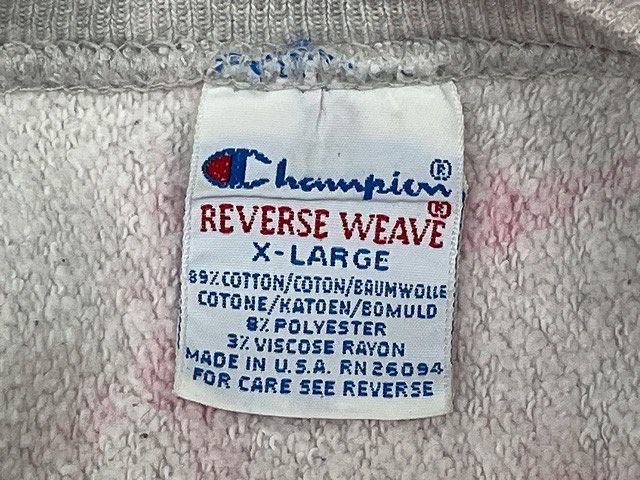 Champion®
REVERSE WEAVE®
X-LARGE
89% COTTON/COTON/BAUMWOLLE
COTONE/KATOEN/BOMULD
8% POLYESTER
3% VISCOSE RAYON
MADE IN U.S.A. RN 26094
FOR CARE SEE REVERSE